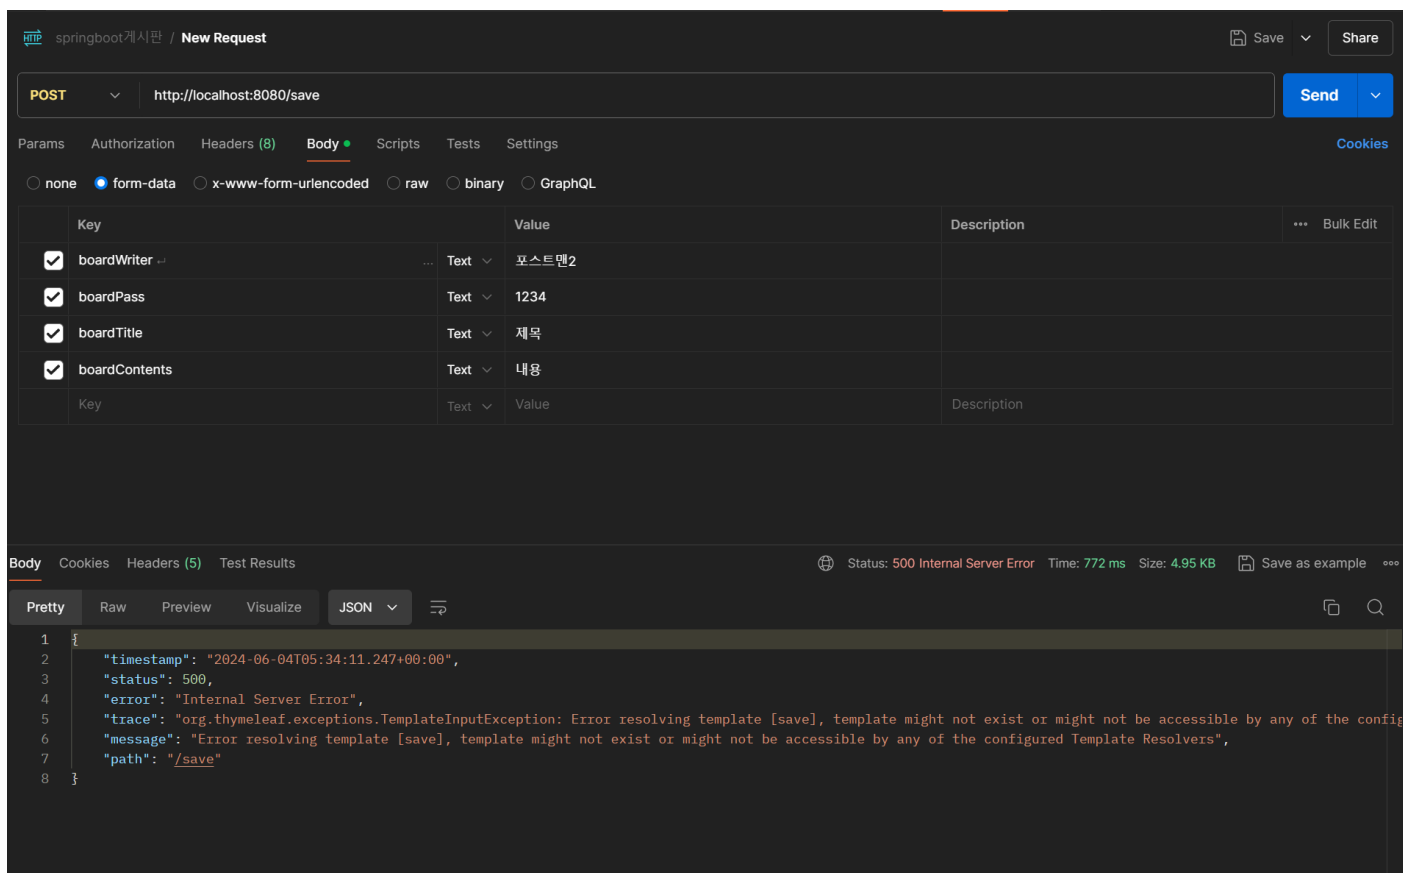 HTTP springboot게시판 / New Request Save Share
POST http://localhost:8080/save Send
Params Authorization Headers (8) Body Scripts Tests Settings Cookies
none form-data x-www-form-urlencoded raw binary GraphQL
Key Value Description ••• Bulk Edit
boardWriter ↵ ... Text 포스트맨2
boardPass Text 1234
boardTitle Text 제목
boardContents Text 내용
Key Text Value Description
Body Cookies Headers (5) Test Results Status: 500 Internal Server Error Time: 772 ms Size: 4.95 KB Save as example
Pretty Raw Preview Visualize JSON
1 {
2 "timestamp": "2024-06-04T05:34:11.247+00:00",
3 "status": 500,
4 "error": "Internal Server Error",
5 "trace": "org.thymeleaf.exceptions.TemplateInputException: Error resolving template [save], template might not exist or might not be accessible by any of the config
6 "message": "Error resolving template [save], template might not exist or might not be accessible by any of the configured Template Resolvers",
7 "path": "/save"
8 }